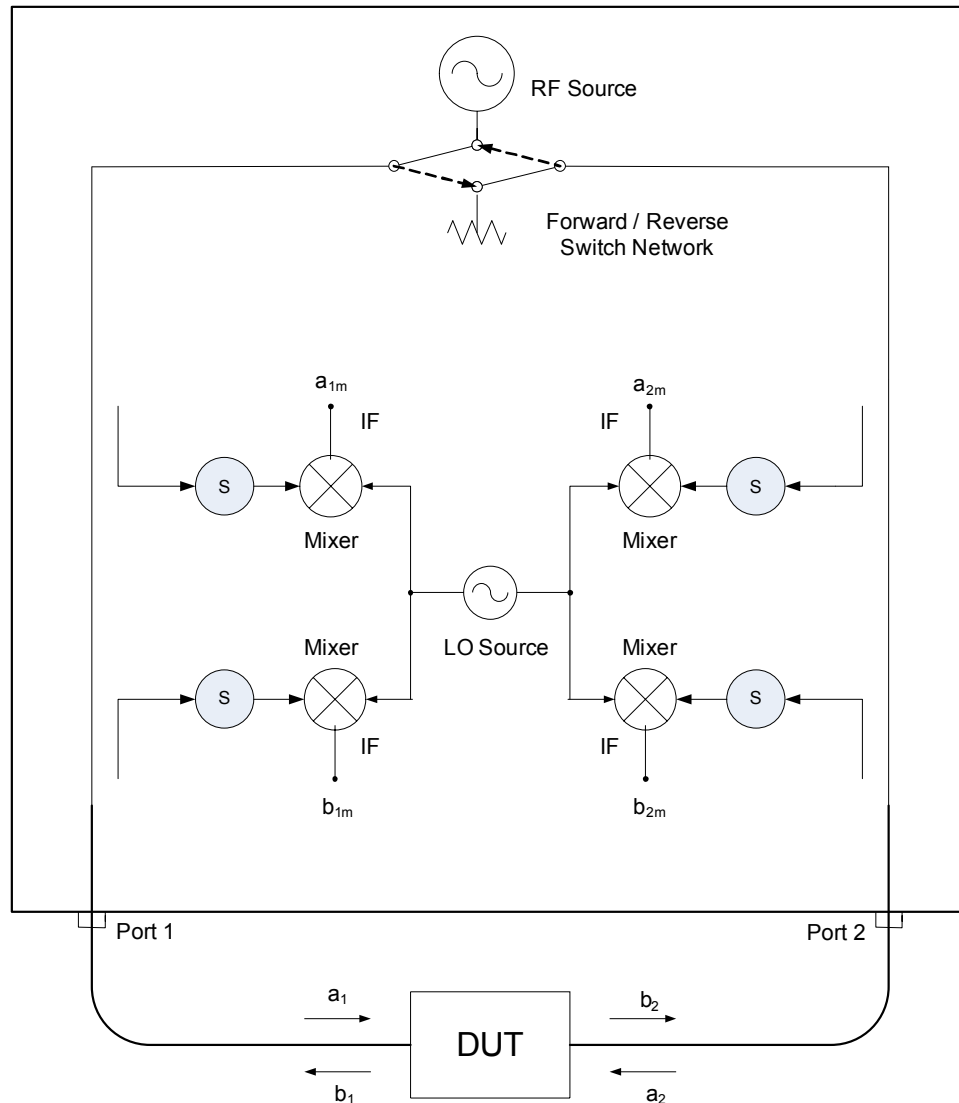 RF Source
Forward / Reverse
Switch Network
a1m
IF
a2m
IF
S
S
Mixer
Mixer
LO Source
Mixer
Mixer
S
S
IF
IF
b1m
b2m
Port 1
Port 2
a1
b2
DUT
b1
a2